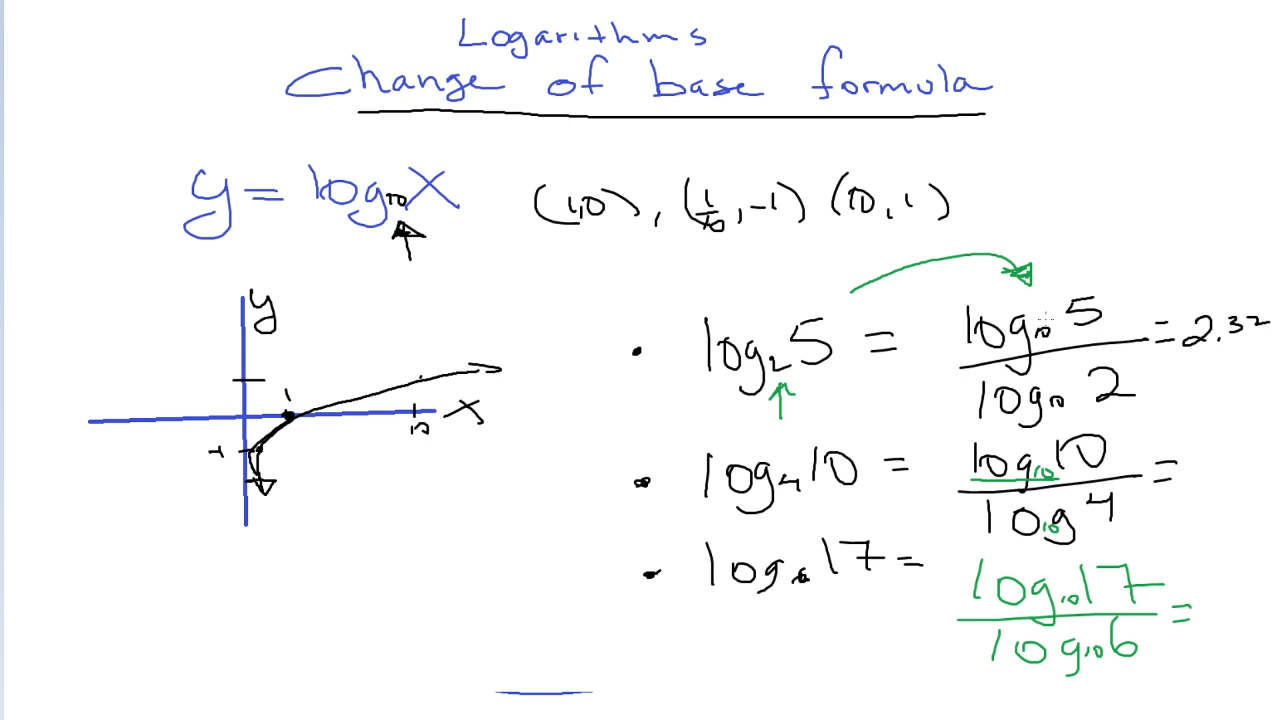 Logarithms
Change of base formula
y = log₁₀X (1,0), (1/10, -1) (10, 1)
y
1
X
10
-1
• log₂5 = log₁₀5 / log₁₀2 = 2.32
• log₄10 = log₁₀10 / log₁₀4 =
• log₆17 = log₁₀17 / log₁₀6 =